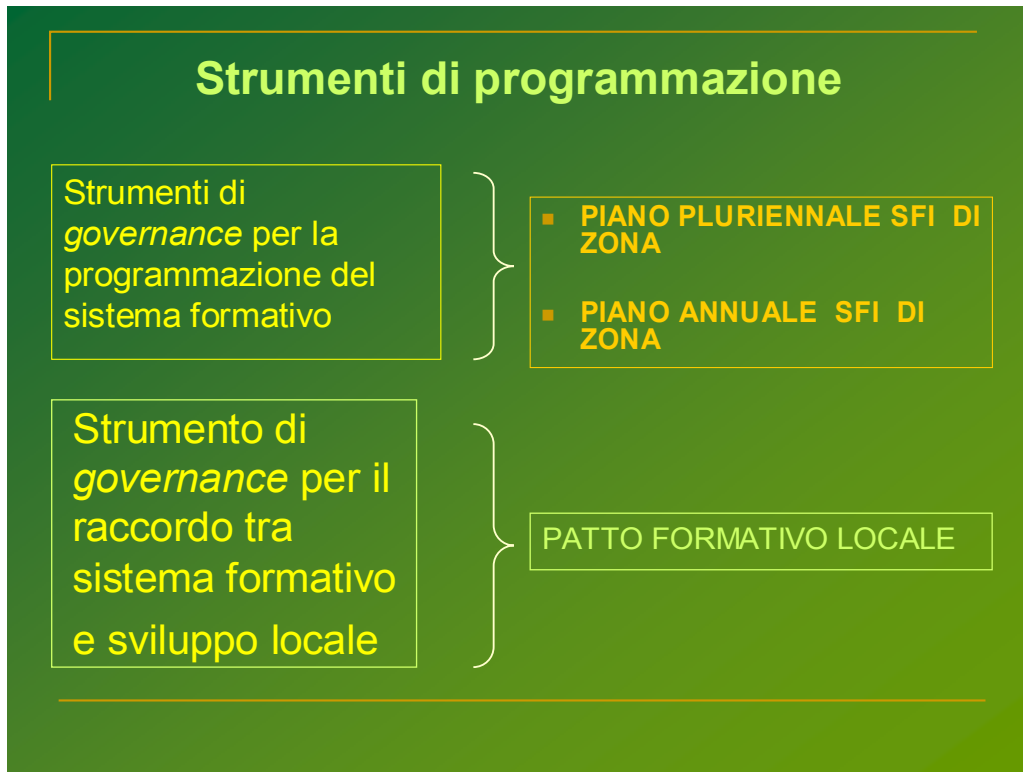 Strumenti di programmazione
Strumenti di
governance per la
programmazione del
sistema formativo
PIANO PLURIENNALE SFI DI
ZONA
PIANO ANNUALE SFI DI
ZONA
Strumento di
governance per il
raccordo tra
sistema formativo
e sviluppo locale
PATTO FORMATIVO LOCALE